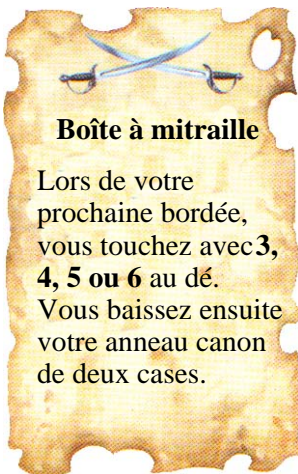 Boîte à mitraille
Lors de votre
prochaine bordée,
vous touchez avec 3,
4, 5 ou 6 au dé.
Vous baissez ensuite
votre anneau canon
de deux cases.